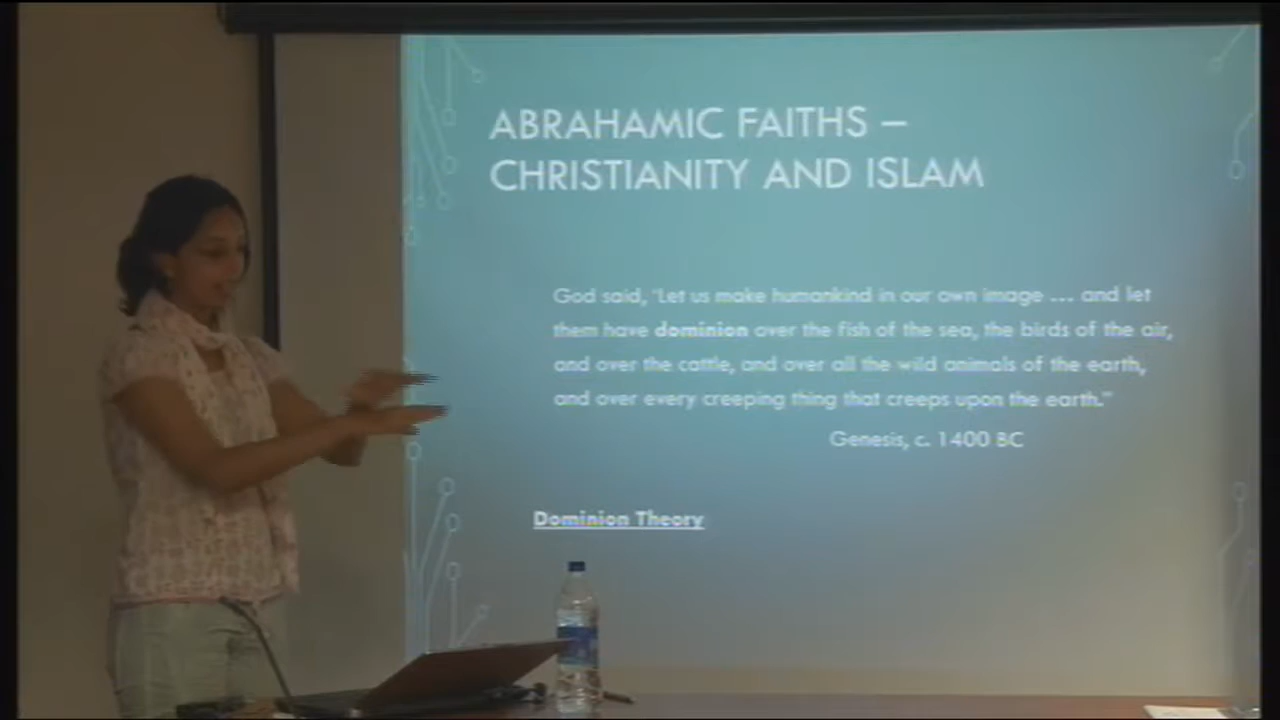 ABRAHAMIC FAITHS –
CHRISTIANITY AND ISLAM
God said, "Let us make humankind in our own image ... and let
them have dominion over the fish of the sea, the birds of the air,
and over the cattle, and over all the wild animals of the earth,
and over every creeping thing that creeps upon the earth."
Genesis, c. 1400 BC
Dominion Theory